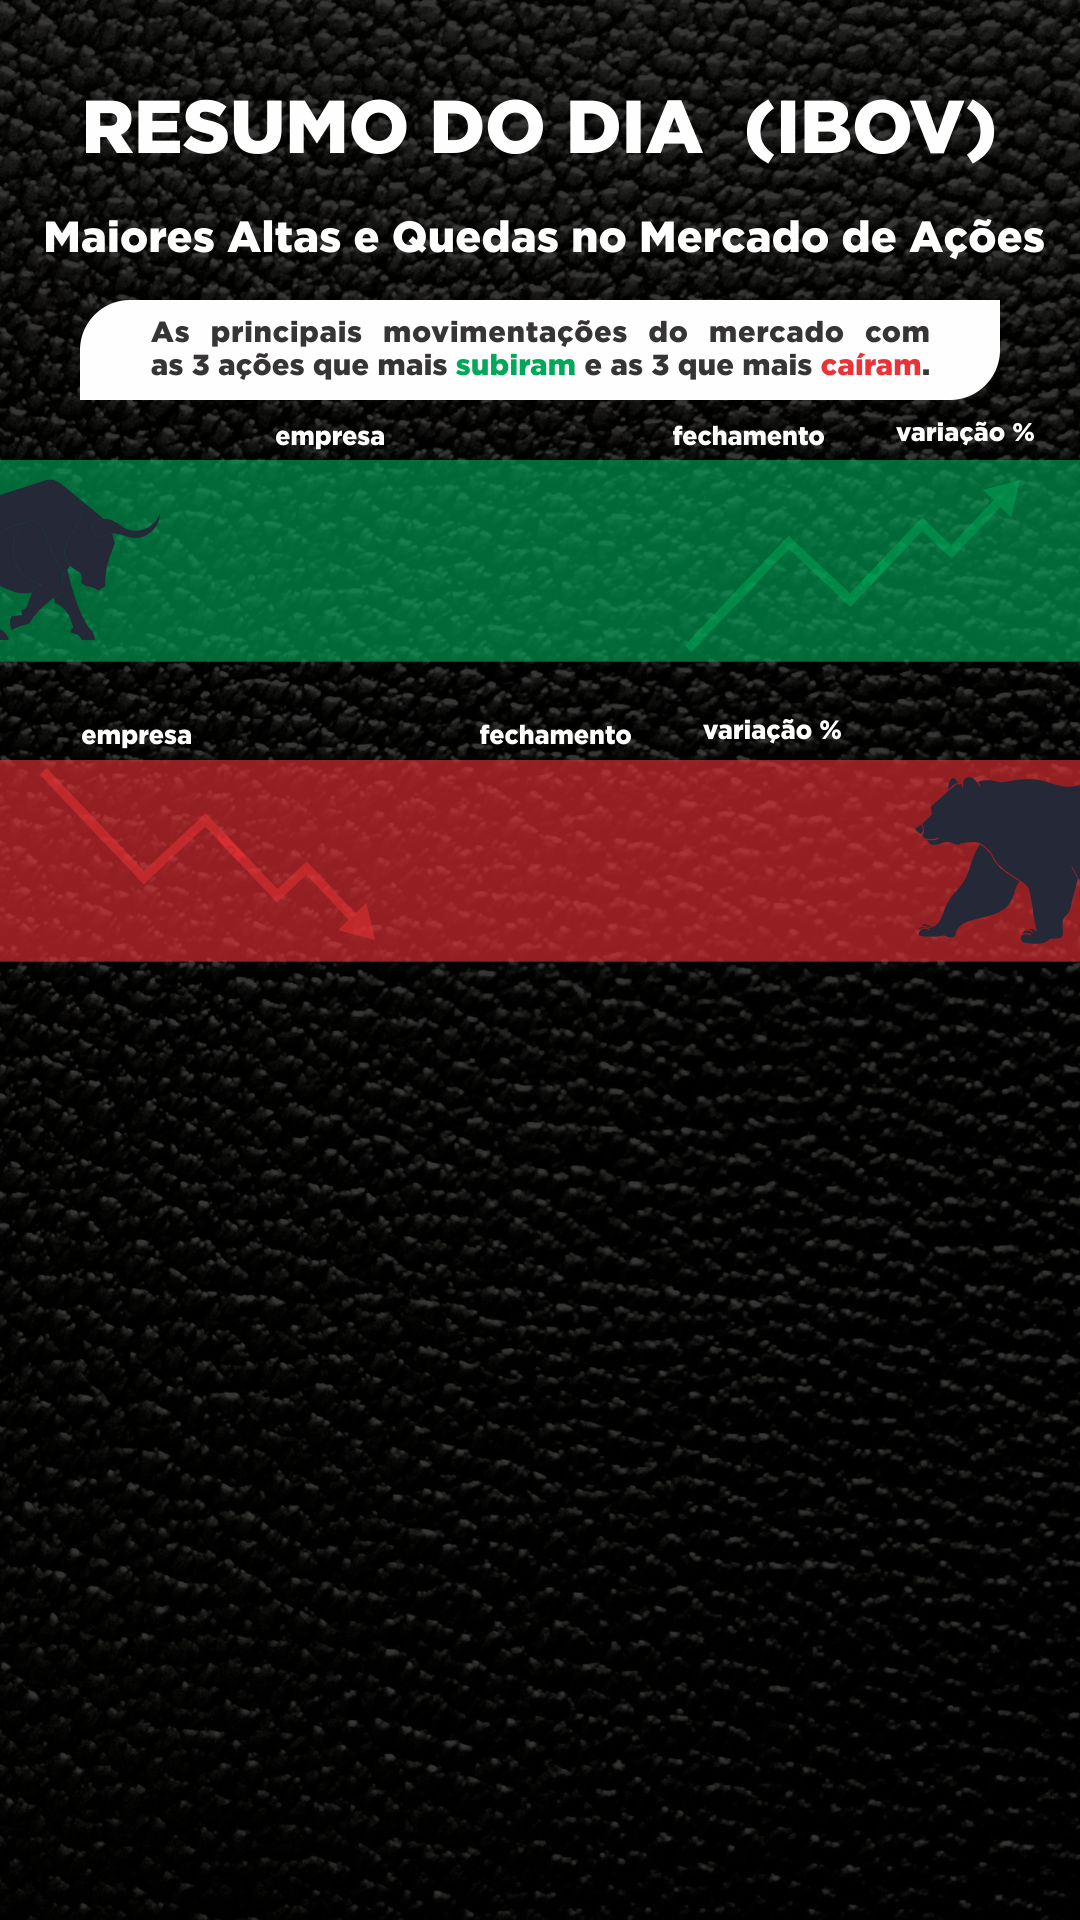 RESUMO DO DIA (IBOV)
Maiores Altas e Quedas no Mercado de Ações
As principais movimentações do mercado com
as 3 ações que mais subiram e as 3 que mais caíram.
empresa fechamento variação %
empresa fechamento variação %